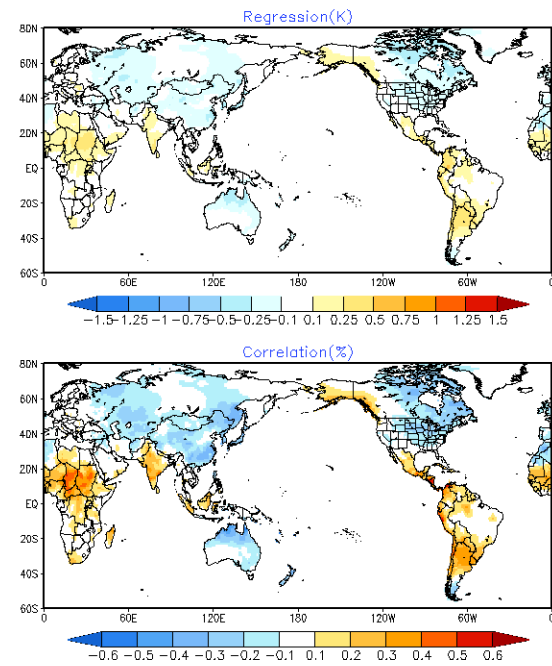 Regression(K)
80N
60N
40N
20N
EQ
20S
40S
60S
0 60E 120E 180 120W 60W 0
-1.5 -1.25 -1 -0.75 -0.5 -0.25 -0.1 0.1 0.25 0.5 0.75 1 1.25 1.5
Correlation(%)
80N
60N
40N
20N
EQ
20S
40S
60S
0 60E 120E 180 120W 60W 0
-0.6 -0.5 -0.4 -0.3 -0.2 -0.1 0.1 0.2 0.3 0.4 0.5 0.6